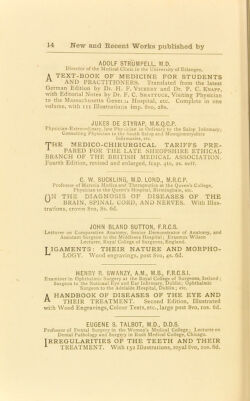 14 New and Recent Works published by
ADOLF STRÜMPELL, M.D.
Director of the Medical Clinic in the University of Erlangen.
A TEXT-BOOK OF MEDICINE FOR STUDENTS
AND PRACTITIONERS. Translated from the latest
German Edition by Dr. H. F. VICKERY and Dr. P. C. KNAPP,
with Editorial Notes by Dr. F. C. SHATTUCK, Visiting Physician
to the Massachusetts General Hospital, etc. Complete in one
volume, with 111 Illustrations imp. 8vo, 28s.
JUKES DE STYRAP, M.K.Q.C.P.
Physician-Extraordinary, late Physician in Ordinary to the Salop Infirmary;
Consulting Physician to the South Salop and Montgomeryshire
Infirmaries, etc.
THE MEDICO-CHIRURGICAL TARIFFS PRE-
PARED FOR THE LATE SHROPSHIRE ETHICAL
BRANCH OF THE BRITISH MEDICAL ASSOCIATION.
Fourth Edition, revised and enlarged, fcap. 4to, 2s. nett.
C. W. SUCKLING, M.D. LOND., M.R.C.P.
Professor of Materia Medica and Therapeutics at the Queen's College,
Physician to the Queen's Hospital, Birmingham, etc.
ON THE DIAGNOSIS OF DISEASES OF THE
BRAIN, SPINAL CORD, AND NERVES. With Illus-
trations, crown 8vo, 8s. 6d.
JOHN BLAND SUTTON, F.R.C.S.
Lecturer on Comparative Anatomy, Senior Demonstrator of Anatomy, and
Assistant Surgeon to the Middlesex Hospital; Erasmus Wilson
Lecturer, Royal College of Surgeons, England.
LIGAMENTS: THEIR NATURE AND MORPHO-
LOGY. Wood engravings, post 8vo, 4s. 6d.
HENRY R. SWANZY, A.M., M.B., F.R.C.S.I.
Examiner in Ophthalmic Surgery at the Royal College of Surgeons, Ireland;
Surgeon to the National Eye and Ear Infirmary, Dublin; Ophthalmic
Surgeon to the Adelaide Hospital, Dublin; etc.
A HANDBOOK OF DISEASES OF THE EYE AND
THEIR TREATMENT. Second Edition, Illustrated
with Wood Engravings, Colour Tests, etc., large post 8vo, 10s. 6d.
EUGENE S. TALBOT, M.D., D.D.S.
Professor of Dental Surgery in the Woman's Medical College; Lecturer on
Dental Pathology and Surgery in Rush Medical College, Chicago.
IRREGULARITIES OF THE TEETH AND THEIR
TREATMENT. With 152 Illustrations, royal 8vo, 10s. 6d.